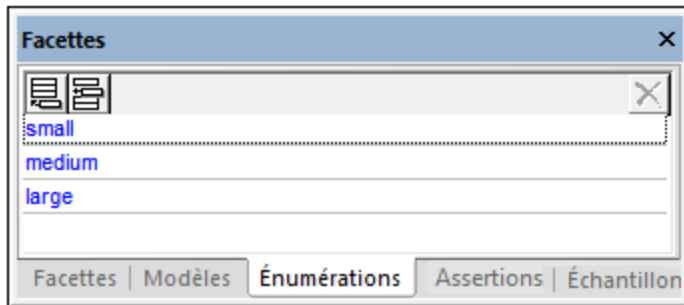 Facettes
small
medium
large
Facettes | Modèles Énumérations Assertions | Échantillon